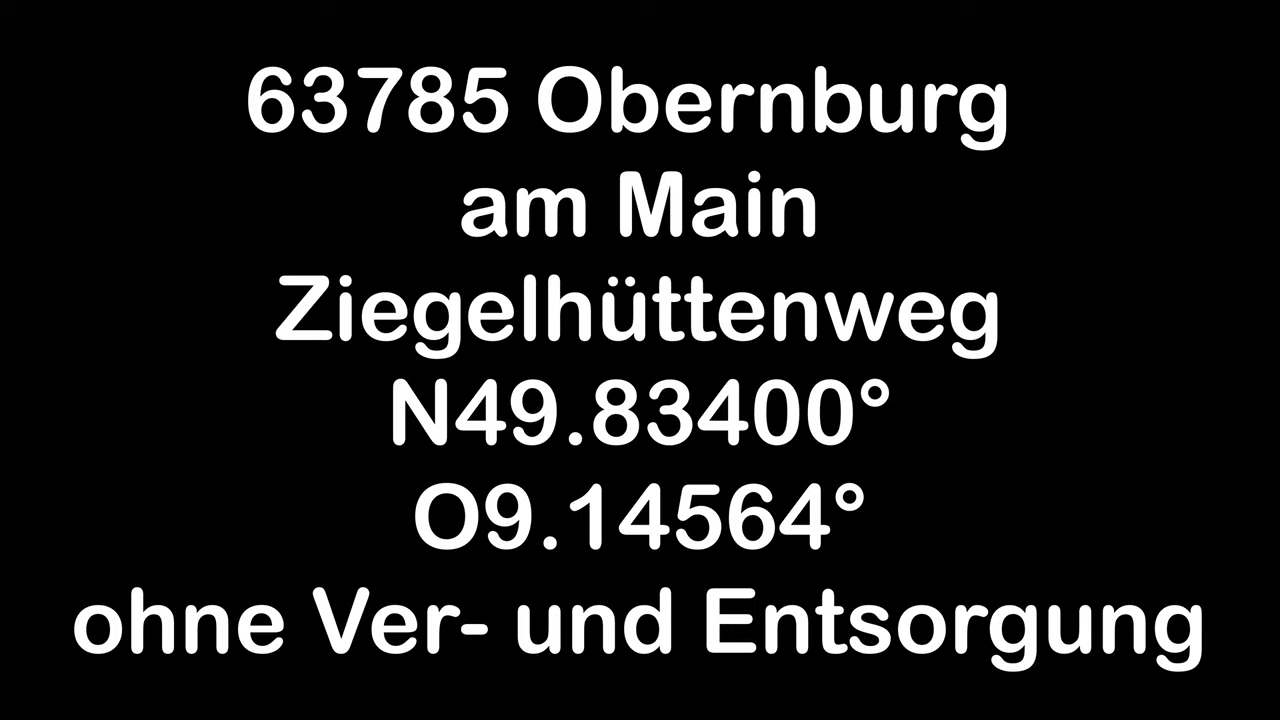 63785 Obernburg
am Main
Ziegelhüttenweg
N49.83400°
O9.14564°
ohne Ver- und Entsorgung